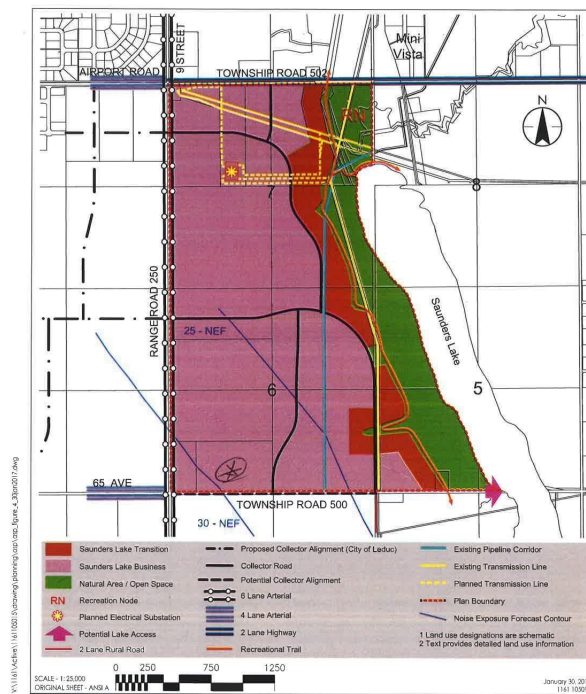 Mini
Vista
9 STREET
AIRPORT ROAD
TOWNSHIP ROAD 502
RN
N
7
8
RANGE ROAD 250
25 - NEF
Saunders Lake
6
5
65 AVE
TOWNSHIP ROAD 500
30 - NEF
Saunders Lake Transition
Saunders Lake Business
Natural Area / Open Space
RN Recreation Node
Planned Electrical Substation
Potential Lake Access
2 Lane Rural Road
Proposed Collector Alignment (City of Leduc)
Collector Road
Potential Collector Alignment
6 Lane Arterial
4 Lane Arterial
2 Lane Highway
Recreational Trail
Existing Pipeline Corridor
Existing Transmission Line
Planned Transmission Line
Plan Boundary
Noise Exposure Forecast Contour
1 Land use designations are schematic
2 Text provides detailed land use information
SCALE - 1:25,000
ORIGINAL SHEET - ANSI A
0 250 500 750 1250
January 30, 20